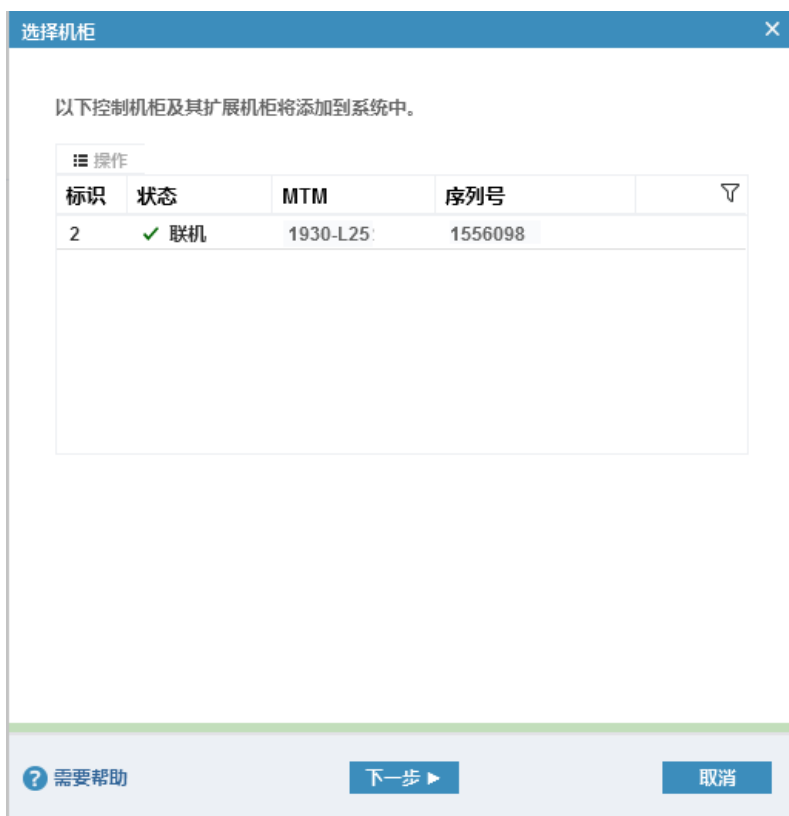 选择机柜
以下控制机柜及其扩展机柜将添加到系统中。
操作
标识 状态 MTM 序列号
2 联机 1930-L25 1556098
需要帮助 下一步 取消